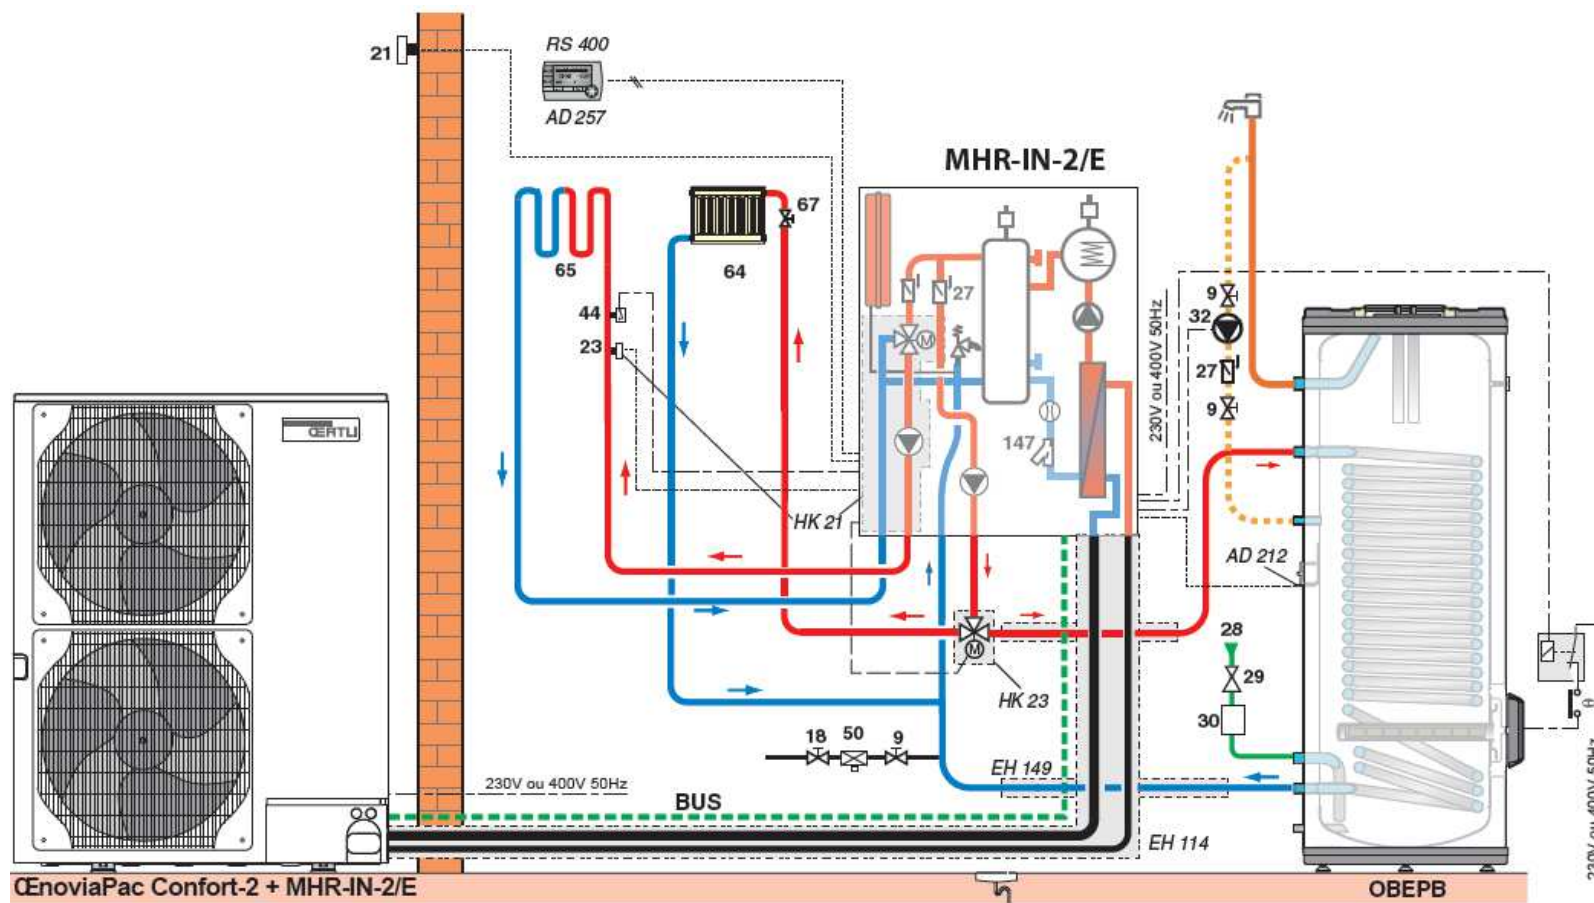 21
RS 400
AD 257
MHR-IN-2/E
67
65
64
27
9
32
44
23
M
27
9
147
230V ou 400V 50Hz
ŒRTLI
HK 21
AD 212
28
29
30
M
HK 23
18
50
9
EH 149
230V ou 400V 50Hz
BUS
EH 114
θ
230V ou 400V 50Hz
ŒnoviaPac Confort-2 + MHR-IN-2/E
OBEPB